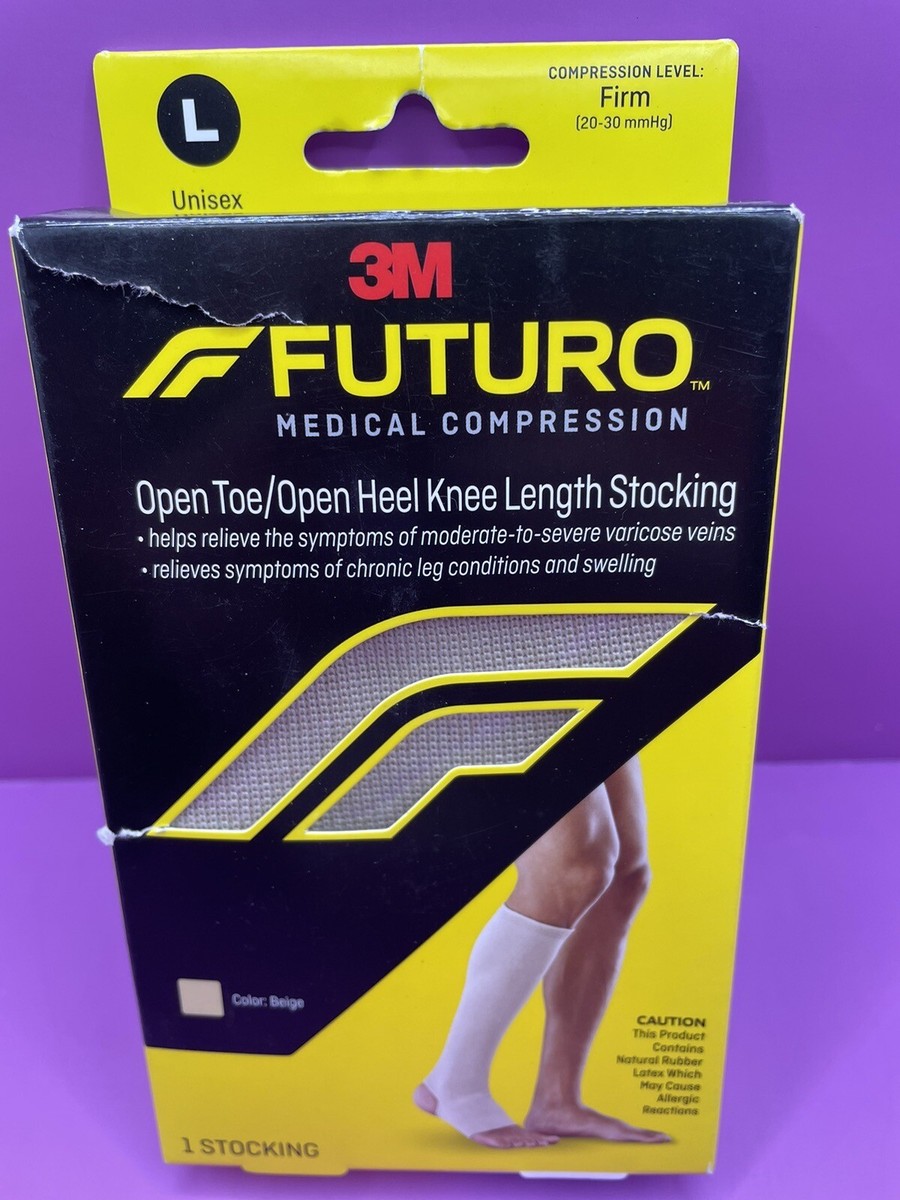 L
Unisex
COMPRESSION LEVEL:
Firm
(20-30 mmHg)
3M
FUTURO™
MEDICAL COMPRESSION
Open Toe/Open Heel Knee Length Stocking
• helps relieve the symptoms of moderate-to-severe varicose veins
• relieves symptoms of chronic leg conditions and swelling
Color: Beige
CAUTION
This Product
Contains
Natural Rubber
Latex Which
May Cause
Allergic
Reactions
1 STOCKING